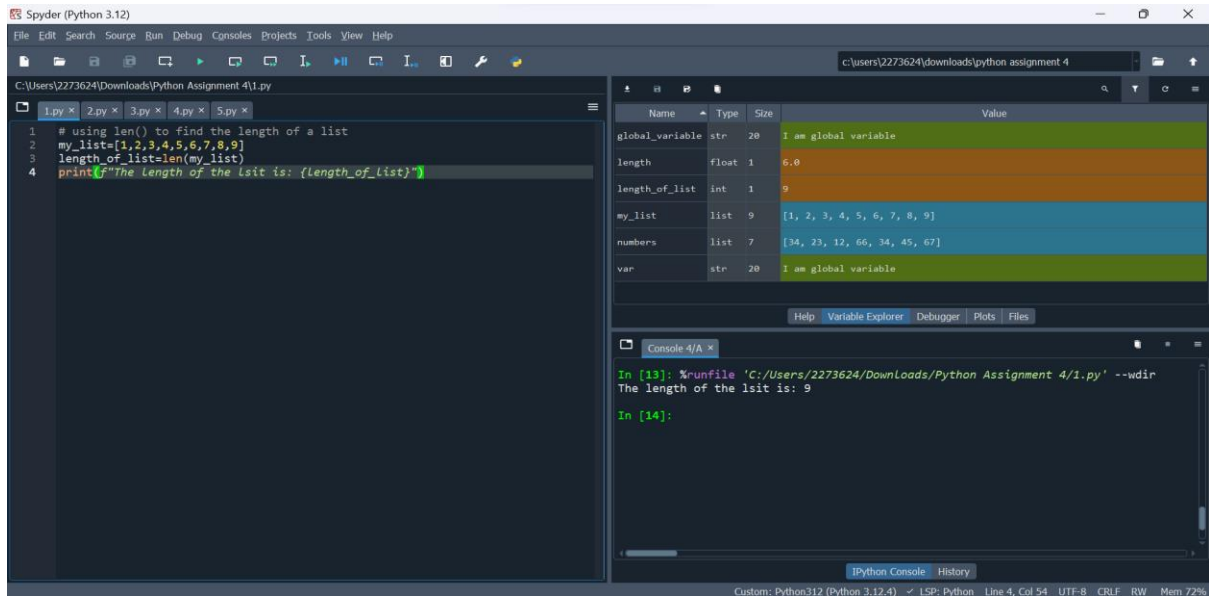 Spyder (Python 3.12)
File Edit Search Source Run Debug Consoles Projects Tools View Help
c:\users\2273624\downloads\python assignment 4
C:\Users\2273624\Downloads\Python Assignment 4\1.py
1.py 2.py 3.py 4.py 5.py
1 # using len() to find the length of a list
2 my_list=[1,2,3,4,5,6,7,8,9]
3 length_of_list=len(my_list)
4 print(f"The length of the lsit is: {length_of_list}")
Name Type Size Value
global_variable str 20 I am global variable
length float 1 6.0
length_of_list int 1 9
my_list list 9 [1, 2, 3, 4, 5, 6, 7, 8, 9]
numbers list 7 [34, 23, 12, 66, 34, 45, 67]
var str 20 I am global variable
Help Variable Explorer Debugger Plots Files
Console 4/A
In [13]: %runfile 'C:/Users/2273624/Downloads/Python Assignment 4/1.py' --wdir
The length of the lsit is: 9
In [14]:
IPython Console History
Custom: Python312 (Python 3.12.4) ✓ LSP: Python Line 4, Col 54 UTF-8 CRLF RW Mem 72%